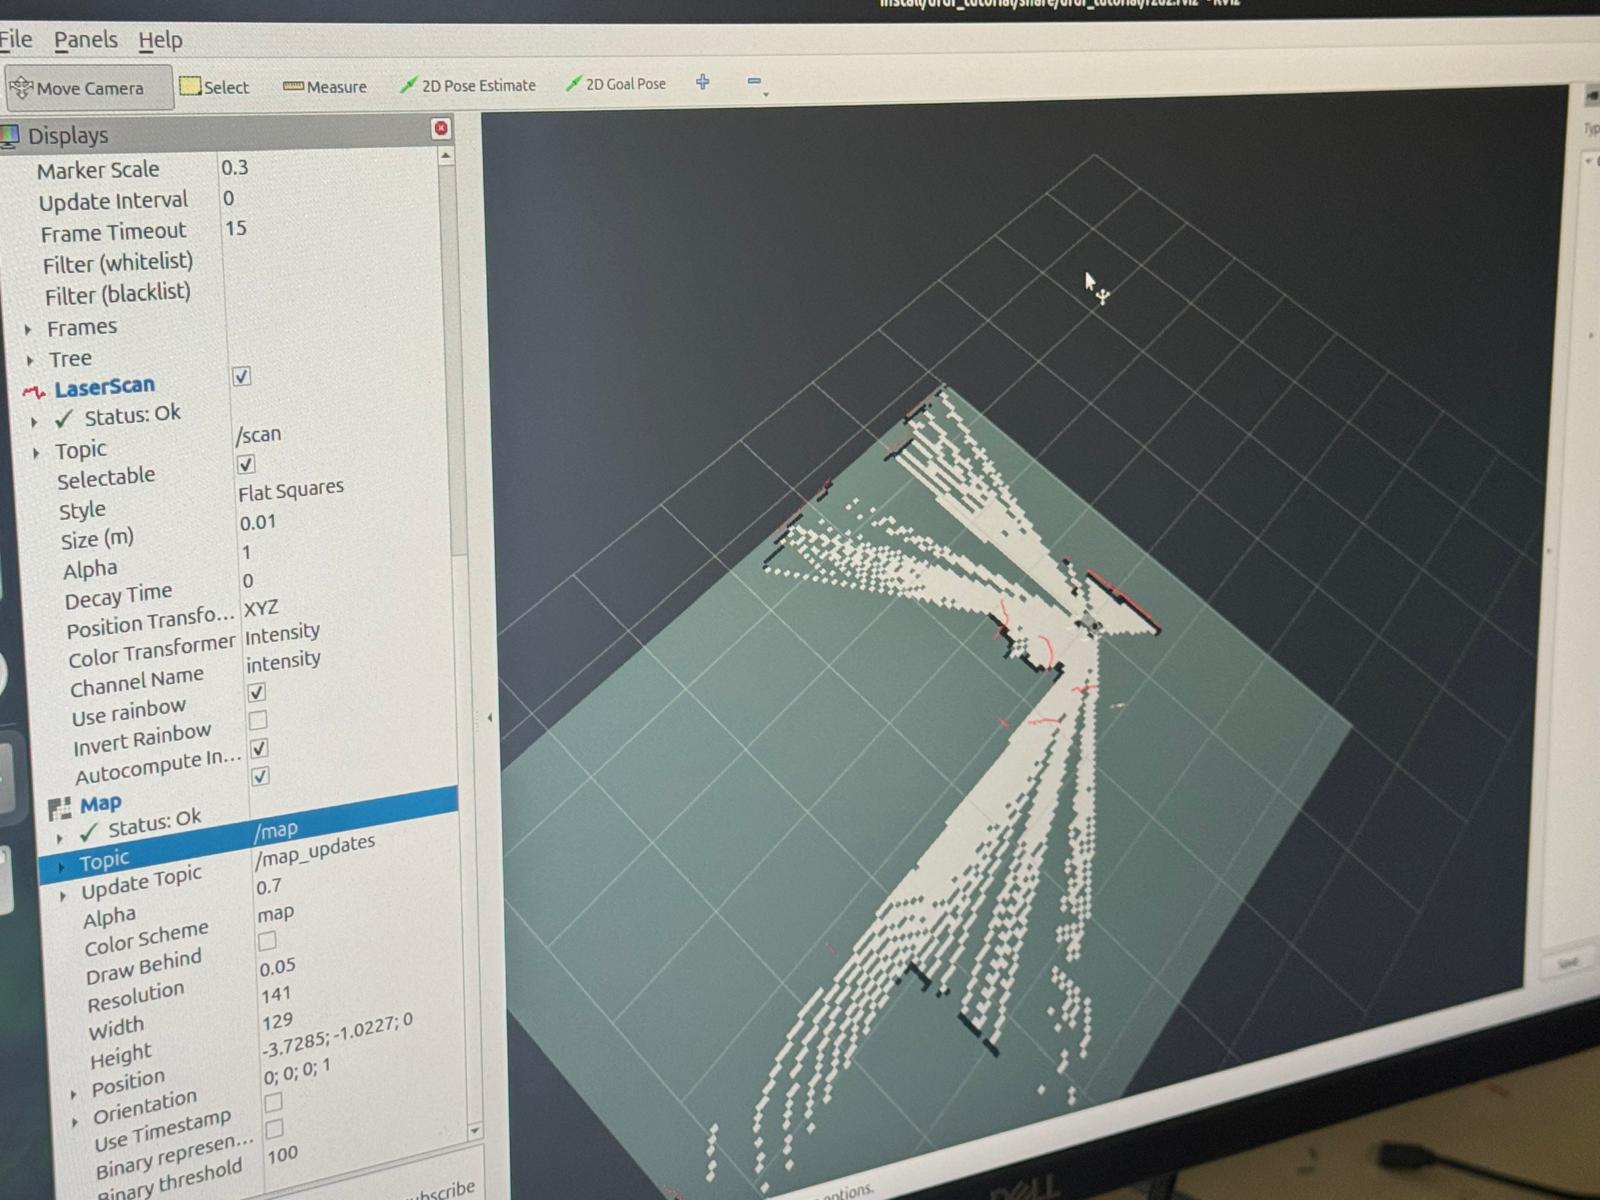 File Panels Help
Move Camera Select Measure 2D Pose Estimate 2D Goal Pose
Displays
Marker Scale 0.3
Update Interval 0
Frame Timeout 15
Filter (whitelist)
Filter (blacklist)
Frames
Tree
LaserScan
Status: Ok
Topic /scan
Selectable
Style Flat Squares
Size (m) 0.01
Alpha 1
Decay Time 0
Position Transfo... XYZ
Color Transformer Intensity
Channel Name intensity
Use rainbow
Invert Rainbow
Autocompute In...
Map
Status: Ok
Topic /map
Update Topic /map_updates
Alpha 0.7
Color Scheme map
Draw Behind
Resolution 0.05
Width 141
Height 129
Position -3.7285; -1.0227; 0
Orientation 0; 0; 0; 1
Use Timestamp
Binary represen...
Binary threshold 100
Save
DELL